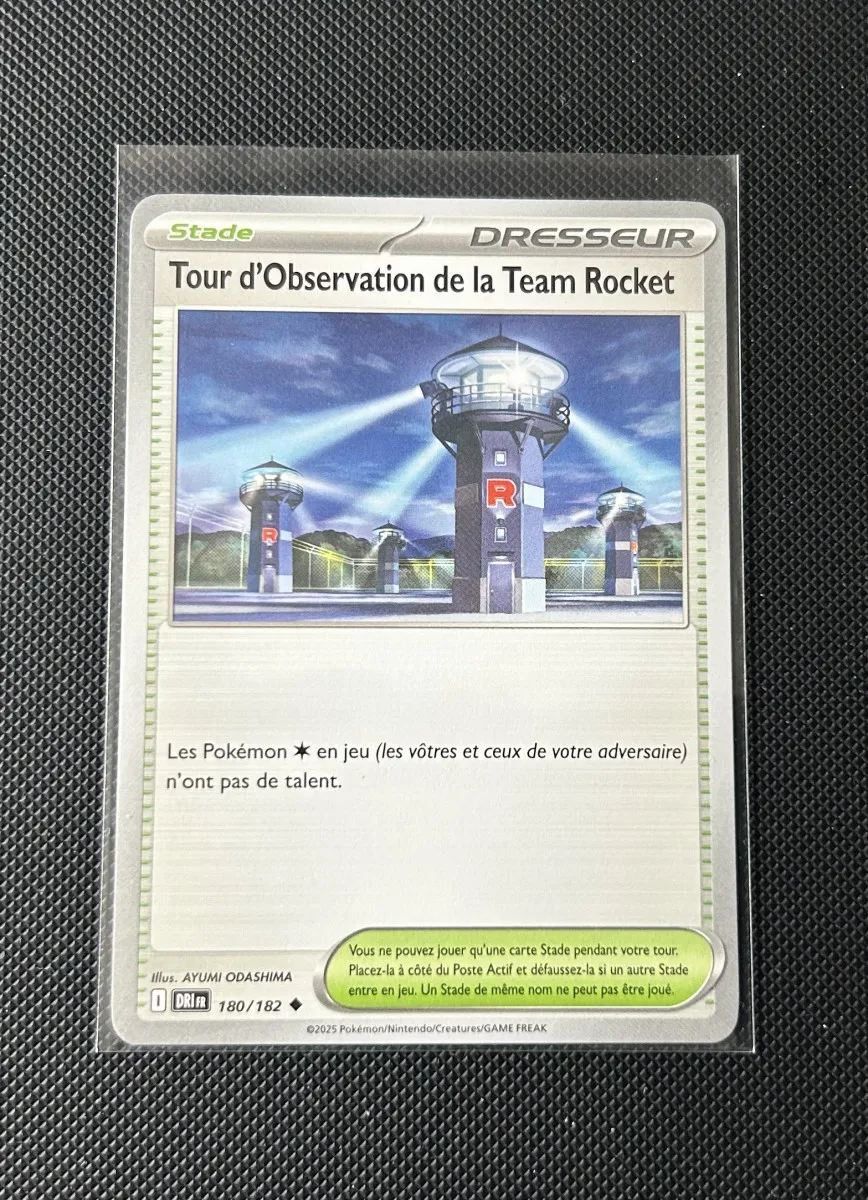 Stade
DRESSEUR
Tour d'Observation de la Team Rocket
R
R
Les Pokémon ✶ en jeu (les vôtres et ceux de votre adversaire)
n'ont pas de talent.
Vous ne pouvez jouer qu'une carte Stade pendant votre tour.
Placez-la à côté du Poste Actif et défaussez-la si un autre Stade
entre en jeu. Un Stade de même nom ne peut pas être joué.
Illus. AYUMI ODASHIMA
I DRI FR 180/182 ◆
©2025 Pokémon/Nintendo/Creatures/GAME FREAK